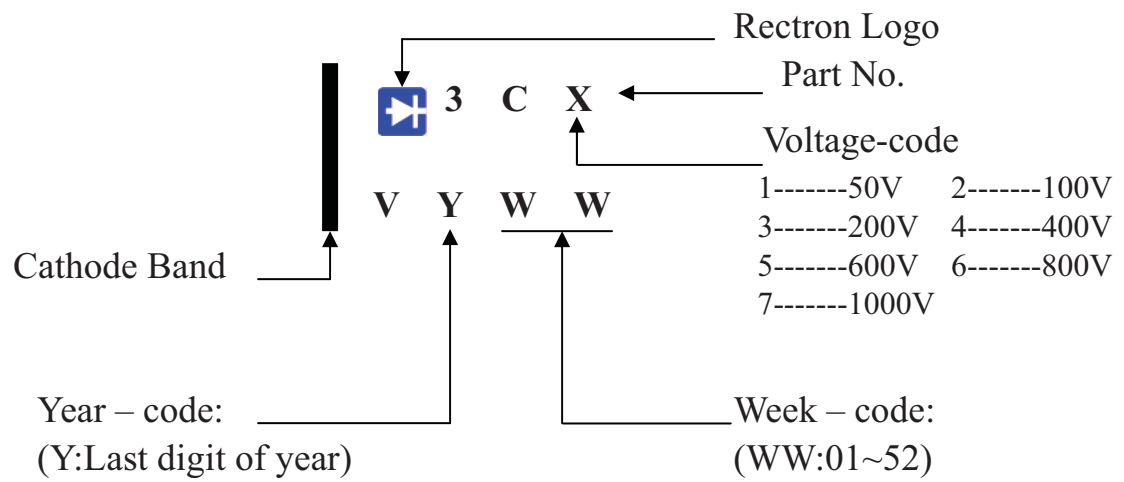 Rectron Logo
Part No.
3 C X
Voltage-code
1-------50V 2-------100V
3-------200V 4-------400V
5-------600V 6-------800V
7-------1000V
V Y W W
Cathode Band
Year – code:
(Y:Last digit of year)
Week – code:
(WW:01~52)